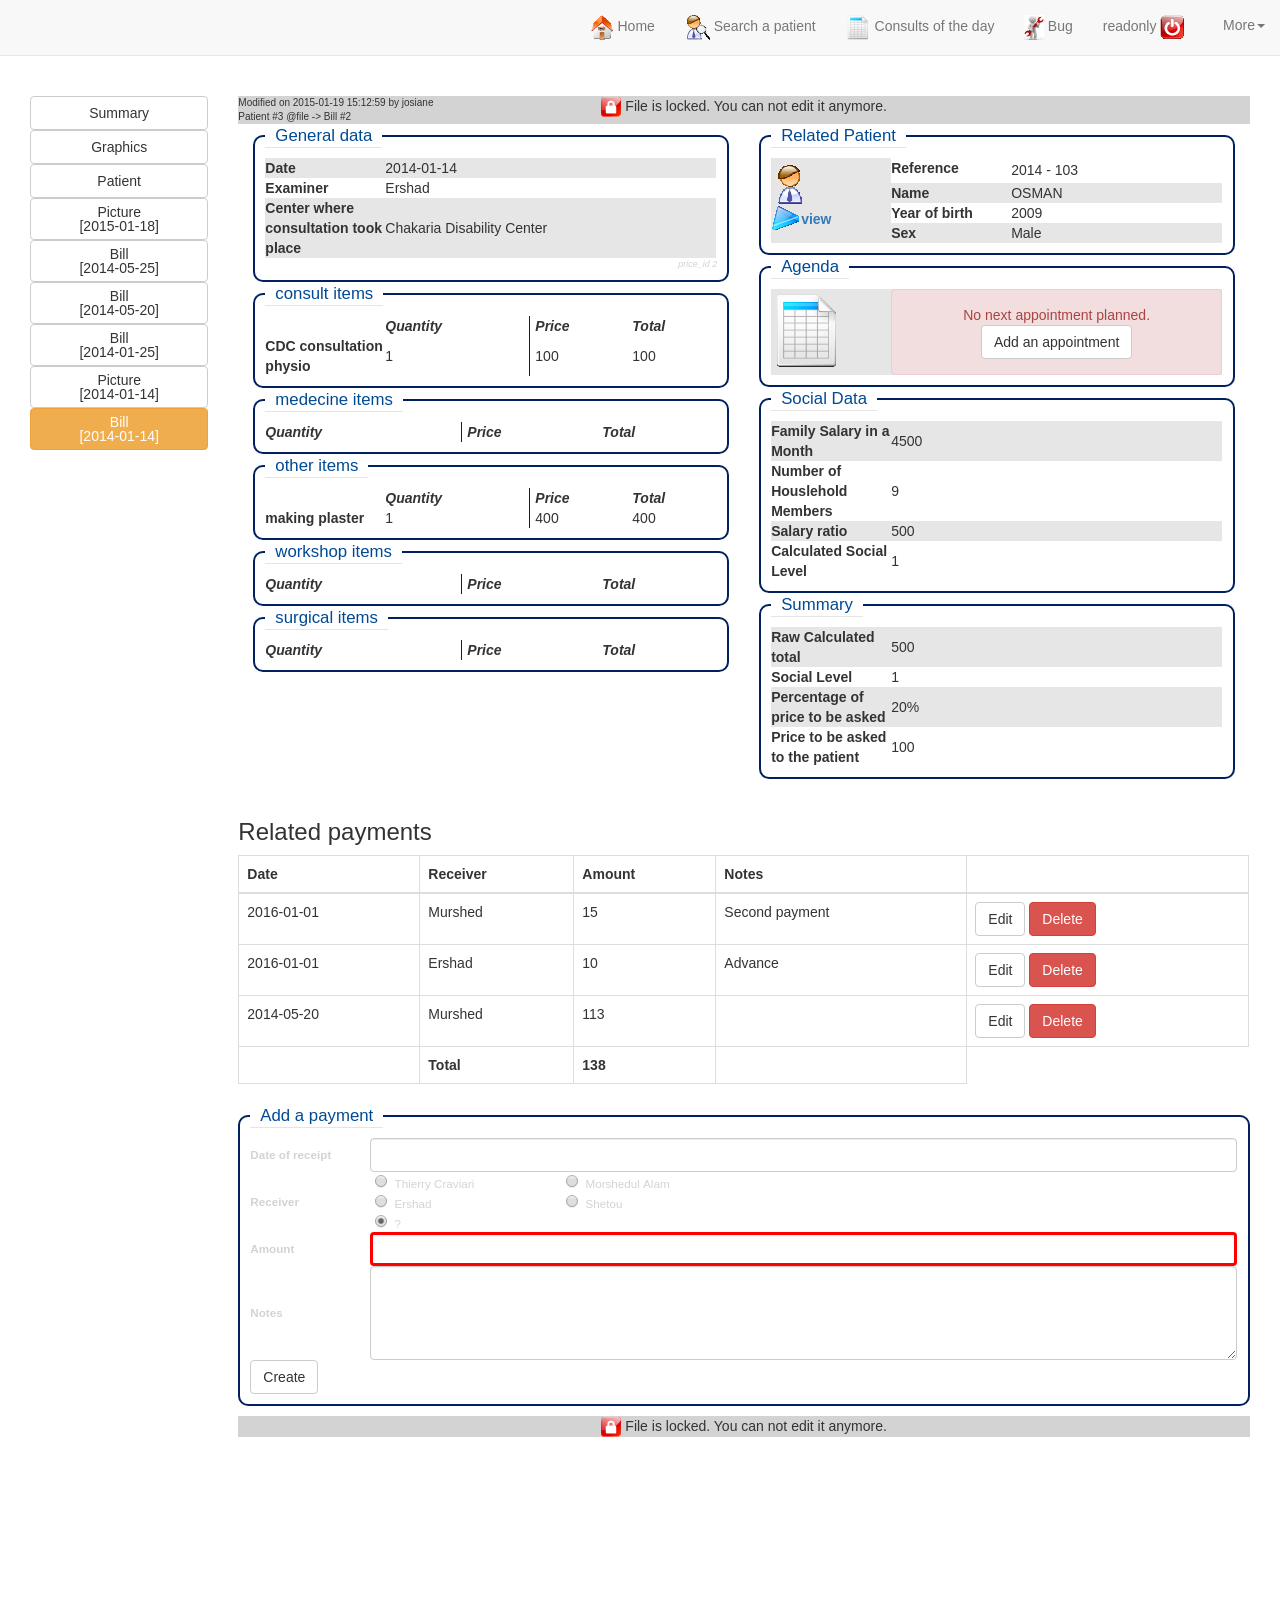 Home Search a patient Consults of the day Bug readonly More
Summary
Graphics
Patient
Picture
[2015-01-18]
Bill
[2014-05-25]
Bill
[2014-05-20]
Bill
[2014-01-25]
Picture
[2014-01-14]
Bill
[2014-01-14]
Modified on 2015-01-19 15:12:59 by josiane
Patient #3 @file -> Bill #2
File is locked. You can not edit it anymore.
General data
Date 2014-01-14
Examiner Ershad
Center where
consultation took Chakaria Disability Center
place
price_id 2
consult items
Quantity Price Total
CDC consultation
physio 1 100 100
medecine items
Quantity Price Total
other items
Quantity Price Total
making plaster 1 400 400
workshop items
Quantity Price Total
surgical items
Quantity Price Total
Related Patient
view
Reference 2014 - 103
Name OSMAN
Year of birth 2009
Sex Male
Agenda
No next appointment planned.
Add an appointment
Social Data
Family Salary in a
Month 4500
Number of
Houslehold 9
Members
Salary ratio 500
Calculated Social
Level 1
Summary
Raw Calculated
total 500
Social Level 1
Percentage of
price to be asked 20%
Price to be asked
to the patient 100
Related payments
Date Receiver Amount Notes
2016-01-01 Murshed 15 Second payment Edit Delete
2016-01-01 Ershad 10 Advance Edit Delete
2014-05-20 Murshed 113 Edit Delete
Total 138
Add a payment
Date of receipt
Receiver
Thierry Craviari Morshedul Alam
Ershad Shetou
?
Amount
Notes
Create
File is locked. You can not edit it anymore.